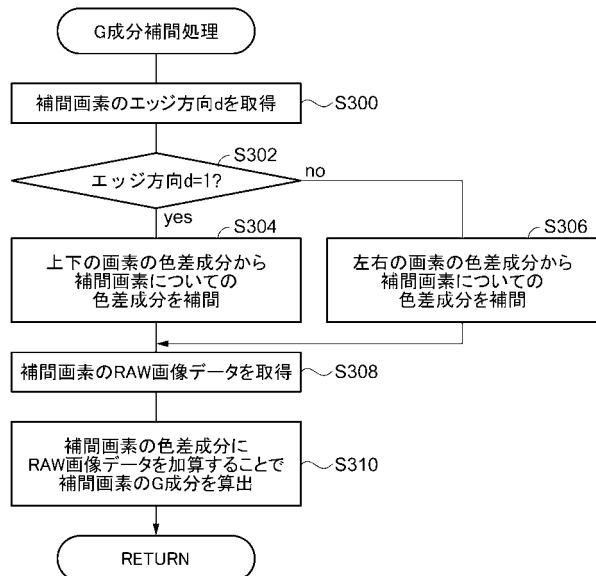 G成分補間処理
補間画素のエッジ方向dを取得
S300
S302
エッジ方向d=1?
no
yes
S304
上下の画素の色差成分から
補間画素についての
色差成分を補間
S306
左右の画素の色差成分から
補間画素についての
色差成分を補間
補間画素のRAW画像データを取得
S308
補間画素の色差成分に
RAW画像データを加算することで
補間画素のG成分を算出
S310
RETURN